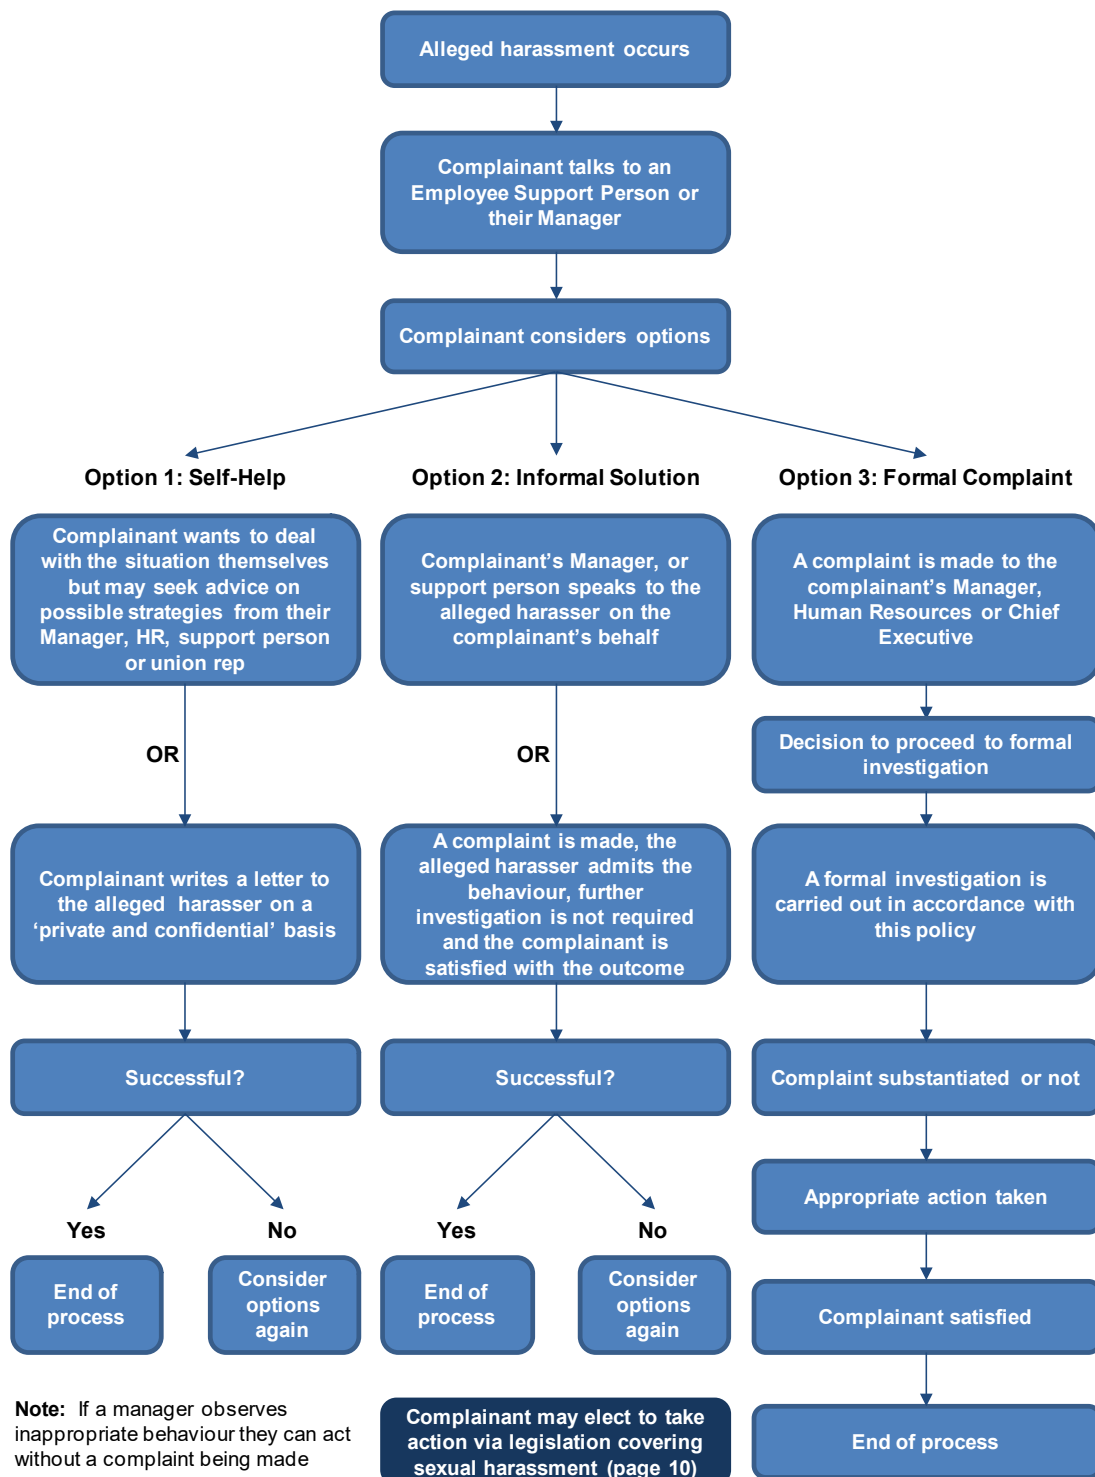 Alleged harassment occurs
Complainant talks to an
Employee Support Person or
their Manager
Complainant considers options
Option 1: Self-Help
Complainant wants to deal
with the situation themselves
but may seek advice on
possible strategies from their
Manager, HR, support person
or union rep
OR
Complainant writes a letter to
the alleged harasser on a
‘private and confidential’ basis
Successful?
Yes
No
End of
process
Consider
options
again
Note: If a manager observes
inappropriate behaviour they can act
without a complaint being made
Option 2: Informal Solution
Complainant’s Manager, or
support person speaks to the
alleged harasser on the
complainant’s behalf
OR
A complaint is made, the
alleged harasser admits the
behaviour, further
investigation is not required
and the complainant is
satisfied with the outcome
Successful?
Yes
No
End of
process
Consider
options
again
Complainant may elect to take
action via legislation covering
sexual harassment (page 10)
Option 3: Formal Complaint
A complaint is made to the
complainant’s Manager,
Human Resources or Chief
Executive
Decision to proceed to formal
investigation
A formal investigation is
carried out in accordance with
this policy
Complaint substantiated or not
Appropriate action taken
Complainant satisfied
End of process